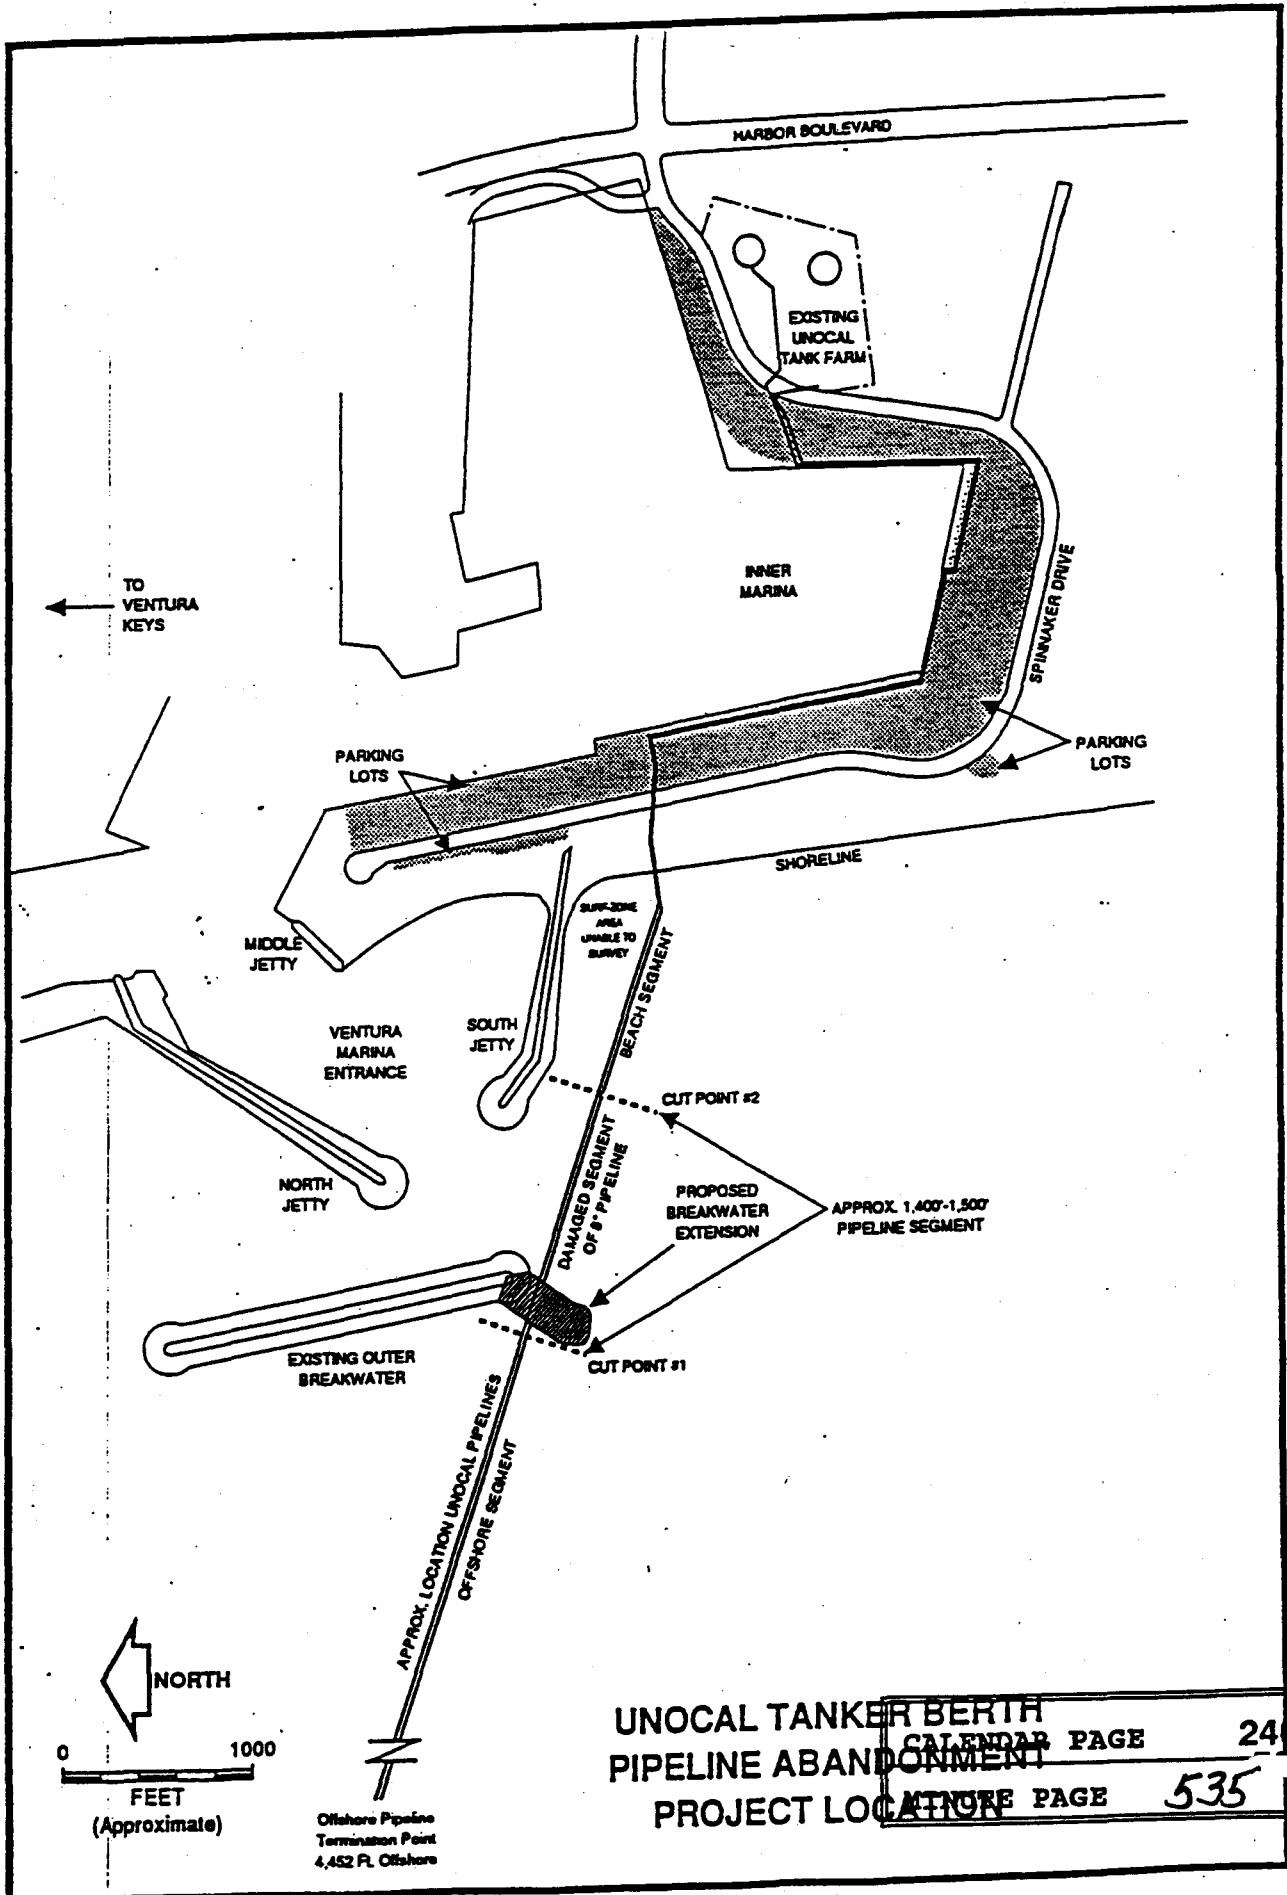 HARBOR BOULEVARD
EXISTING
UNOCAL
TANK FARM
INNER
MARINA
TO
VENTURA
KEYS
SPINNAKER DRIVE
PARKING
LOTS
PARKING
LOTS
SHORELINE
SURF-ZONE
AREA
UNABLE TO
SURVEY
MIDDLE
JETTY
BEACH SEGMENT
VENTURA
MARINA
ENTRANCE
SOUTH
JETTY
CUT POINT #2
DAMAGED SEGMENT
OF 8" PIPELINE
NORTH
JETTY
PROPOSED
BREAKWATER
EXTENSION
APPROX. 1,400'-1,500'
PIPELINE SEGMENT
EXISTING OUTER
BREAKWATER
CUT POINT #1
APPROX. LOCATION UNOCAL PIPELINES
OFFSHORE SEGMENT
NORTH
0 1000
FEET
(Approximate)
Offshore Pipeline
Termination Point
4,452 Ft. Offshore
UNOCAL TANKER BERTH
PIPELINE ABANDONMENT
PROJECT LOCATION
CALENDAR PAGE 24
MINUTE PAGE 535